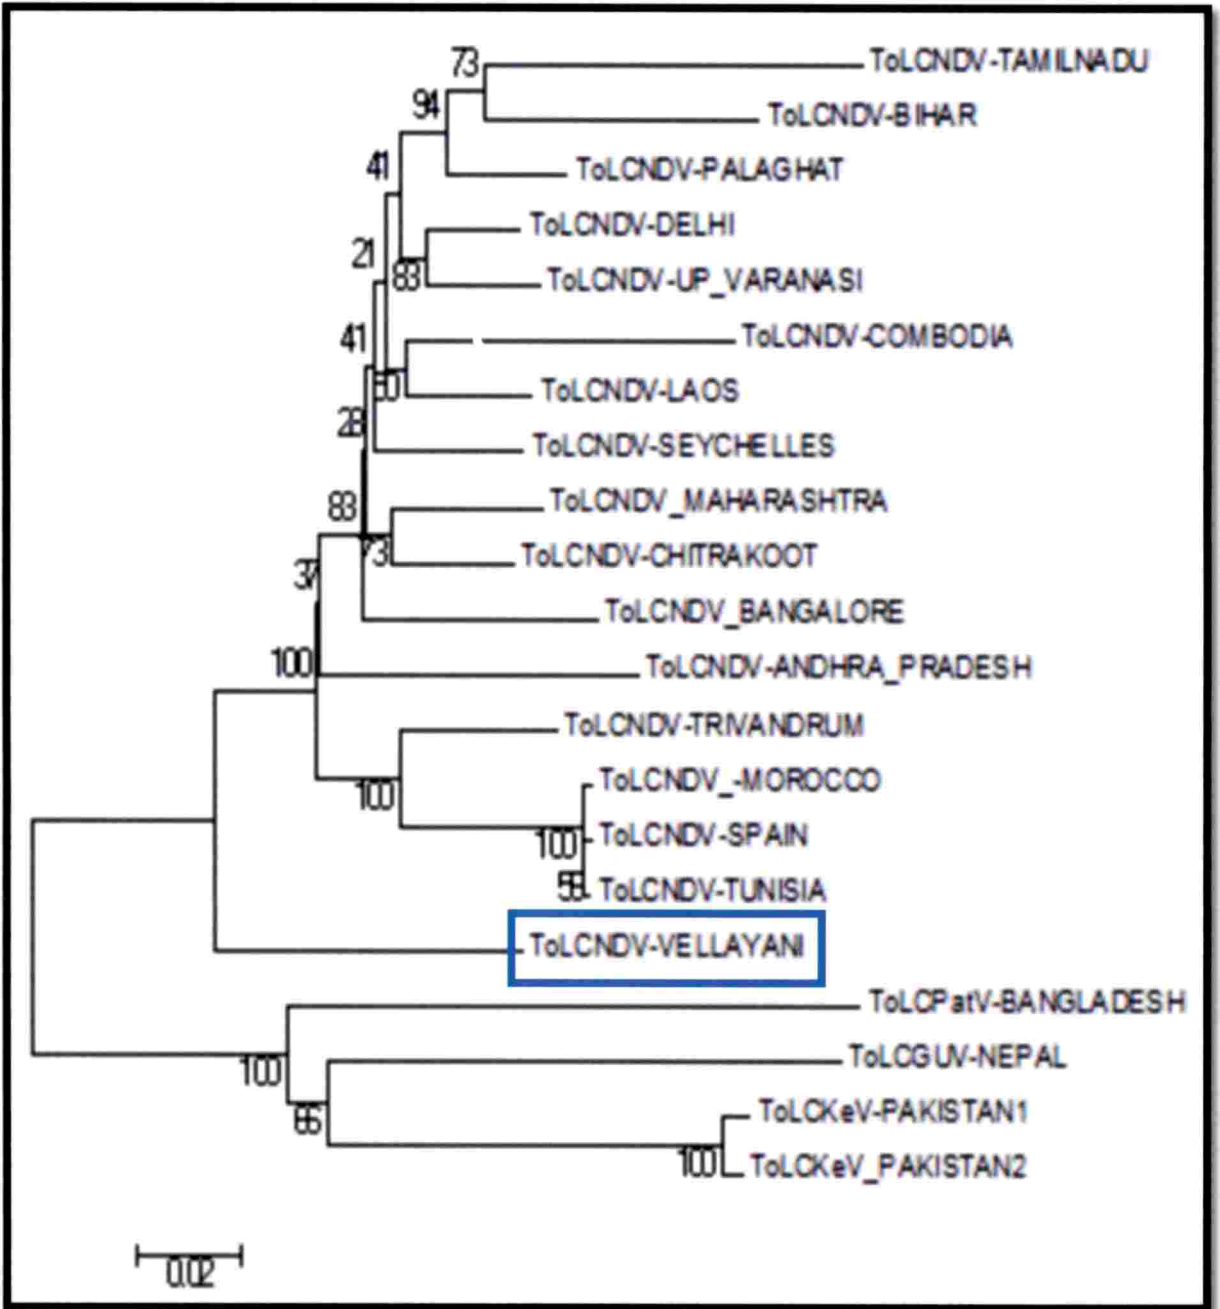 73
ToLCNDV-TAMILNADU
94
ToLCNDV-BIHAR
41
ToLCNDV-PALAGHAT
ToLCNDV-DELHI
21
83
ToLCNDV-UP_VARANASI
41
ToLCNDV-COMBODIA
ToLCNDV-LAOS
28
ToLCNDV-SEYCHELLES
83
ToLCNDV_MAHARASHTRA
73
ToLCNDV-CHITRAKOOT
37
ToLCNDV_BANGALORE
100
ToLCNDV-ANDHRA_PRADESH
ToLCNDV-TRIVANDRUM
100
ToLCNDV_-MOROCCO
100
ToLCNDV-SPAIN
ToLCNDV-TUNISIA
ToLCNDV-VELLAYANI
ToLCPatV-BANGLADESH
100
ToLCGUV-NEPAL
86
ToLCKeV-PAKISTAN1
100
ToLCKeV_PAKISTAN2
0.02